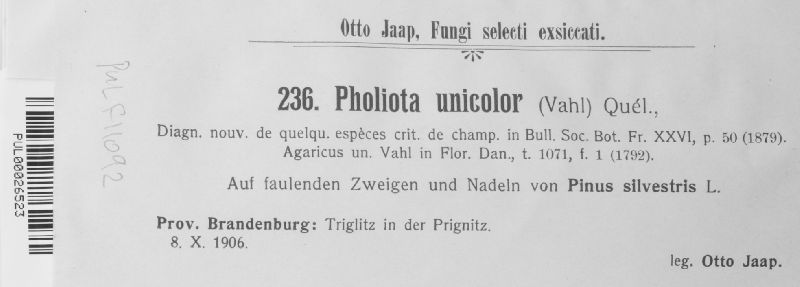 Otto Jaap, Fungi selecti exsiccati.
236. Pholiota unicolor (Vahl) Quél.,
Diagn. nouv. de quelqu. espèces crit. de champ. in Bull. Soc. Bot. Fr. XXVI, p. 50 (1879).
Agaricus un. Vahl in Flor. Dan., t. 1071, f. 1 (1792).
Auf faulenden Zweigen und Nadeln von Pinus silvestris L.
Prov. Brandenburg: Triglitz in der Prignitz.
8. X. 1906.
leg. Otto Jaap.
PUL F11092
PUL00026523